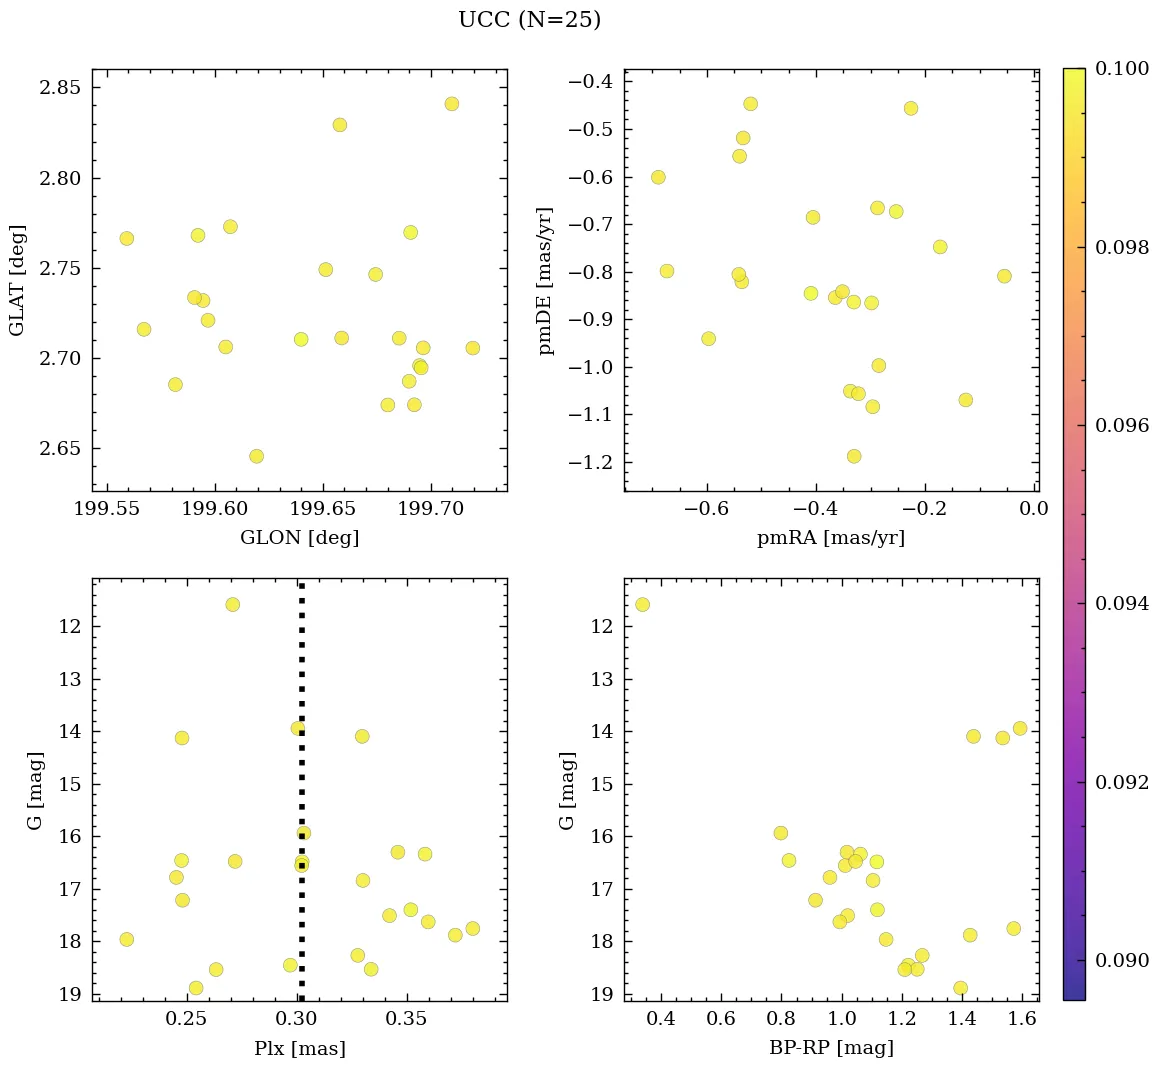 UCC (N=25)
2.85
2.80
2.75
2.70
2.65
GLAT [deg]
199.55 199.60 199.65 199.70
GLON [deg]
−0.4
−0.5
−0.6
−0.7
−0.8
−0.9
−1.0
−1.1
−1.2
pmDE [mas/yr]
−0.6 −0.4 −0.2 0.0
pmRA [mas/yr]
12
13
14
15
16
17
18
19
G [mag]
0.25 0.30 0.35
Plx [mas]
12
13
14
15
16
17
18
19
G [mag]
0.4 0.6 0.8 1.0 1.2 1.4 1.6
BP-RP [mag]
0.100
0.098
0.096
0.094
0.092
0.090